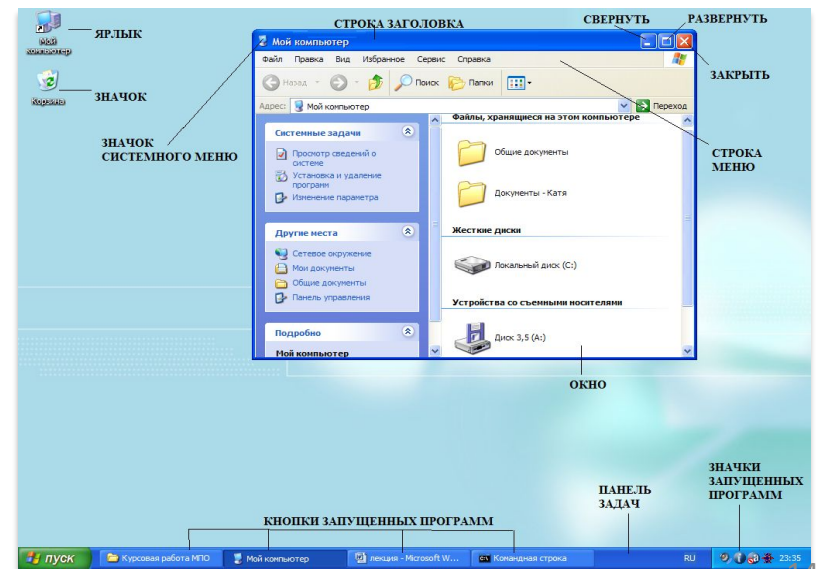 СТРОКА ЗАГОЛОВКА
СВЕРНУТЬ
РАЗВЕРНУТЬ
ЯРЛЫК
Мой
компьютер
Мой компьютер
Файл Правка Вид Избранное Сервис Справка
ЗАКРЫТЬ
Назад
Поиск
Папки
ЗНАЧОК
Корзина
Адрес:
Мой компьютер
Переход
Файлы, хранящиеся на этом компьютере
Системные задачи
ЗНАЧОК
СИСТЕМНОГО МЕНЮ
Просмотр сведений о
системе
Установка и удаление
программ
Изменение параметра
Общие документы
Документы - Катя
СТРОКА
МЕНЮ
Другие места
Сетевое окружение
Мои документы
Общие документы
Панель управления
Жесткие диски
Локальный диск (C:)
Устройства со съемными носителями
Подробно
Мой компьютер
Диск 3,5 (A:)
ОКНО
ЗНАЧКИ
ЗАПУЩЕННЫХ
ПРОГРАММ
ПАНЕЛЬ
ЗАДАЧ
КНОПКИ ЗАПУЩЕННЫХ ПРОГРАММ
пуск
Курсовая работа МПО
Мой компьютер
лекция - Microsoft W...
Командная строка
RU
23:35